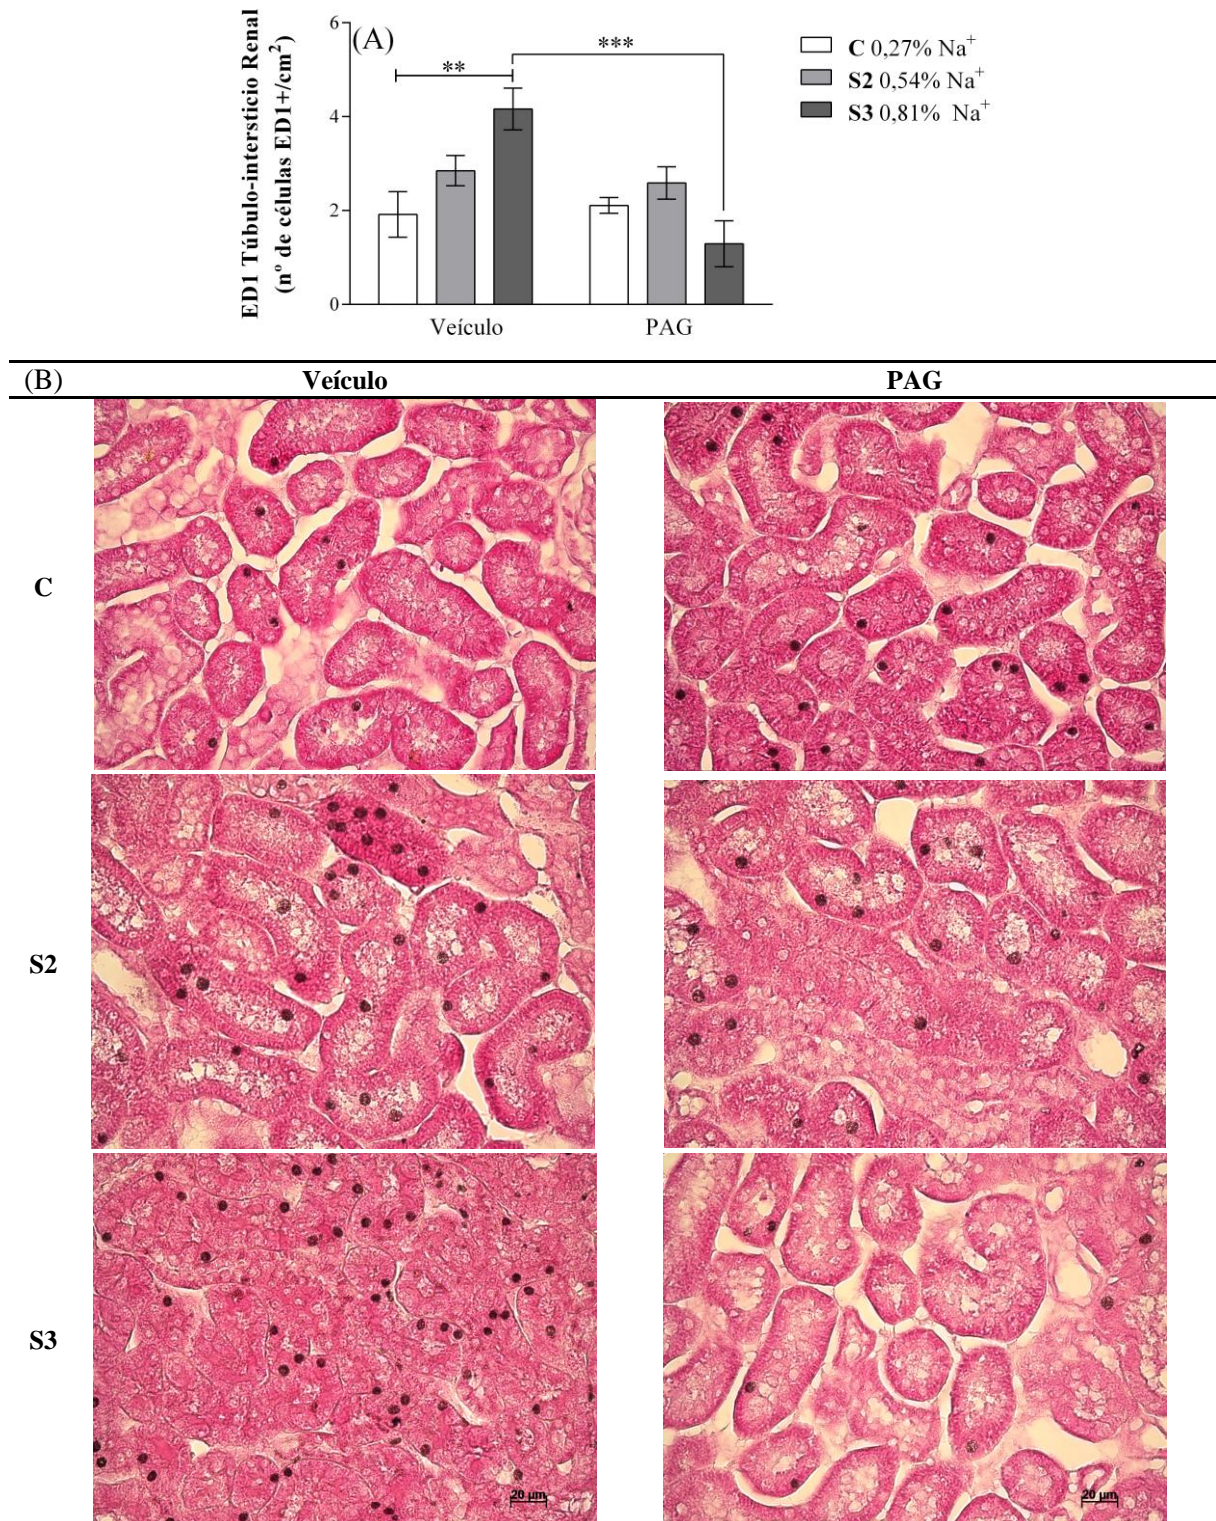 6
(A)
**
***
4
2
0
ED1 Túbulo-intersticio Renal
(nº de células ED1+/cm²)
Veículo
PAG
C 0,27% Na⁺
S2 0,54% Na⁺
S3 0,81% Na⁺
(B)
Veículo
PAG
C
S2
S3
20 µm
20 µm